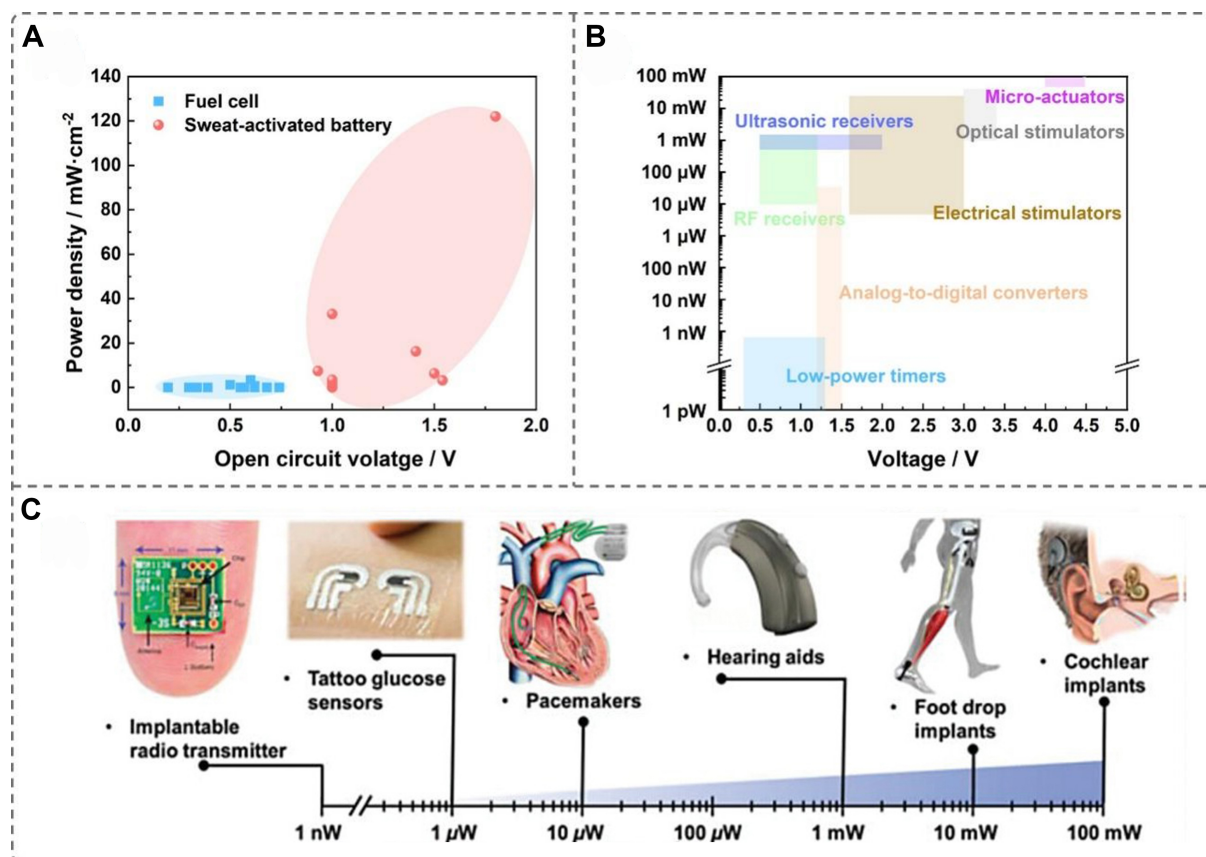 A
140
120
100
80
60
40
20
0
Power density / mW·cm-2
Fuel cell
Sweat-activated battery
0.0 0.5 1.0 1.5 2.0
Open circuit volatge / V
B
100 mW
10 mW
1 mW
100 µW
10 µW
1 µW
100 nW
10 nW
1 nW
1 pW
Micro-actuators
Ultrasonic receivers
Optical stimulators
RF receivers
Electrical stimulators
Analog-to-digital converters
Low-power timers
0.0 0.5 1.0 1.5 2.0 2.5 3.0 3.5 4.0 4.5 5.0
Voltage / V
C
Chip
Antenna
• Implantable
radio transmitter
• Tattoo glucose
sensors
• Pacemakers
• Hearing aids
• Foot drop
implants
• Cochlear
implants
1 nW 1 µW 10 µW 100 µW 1 mW 10 mW 100 mW